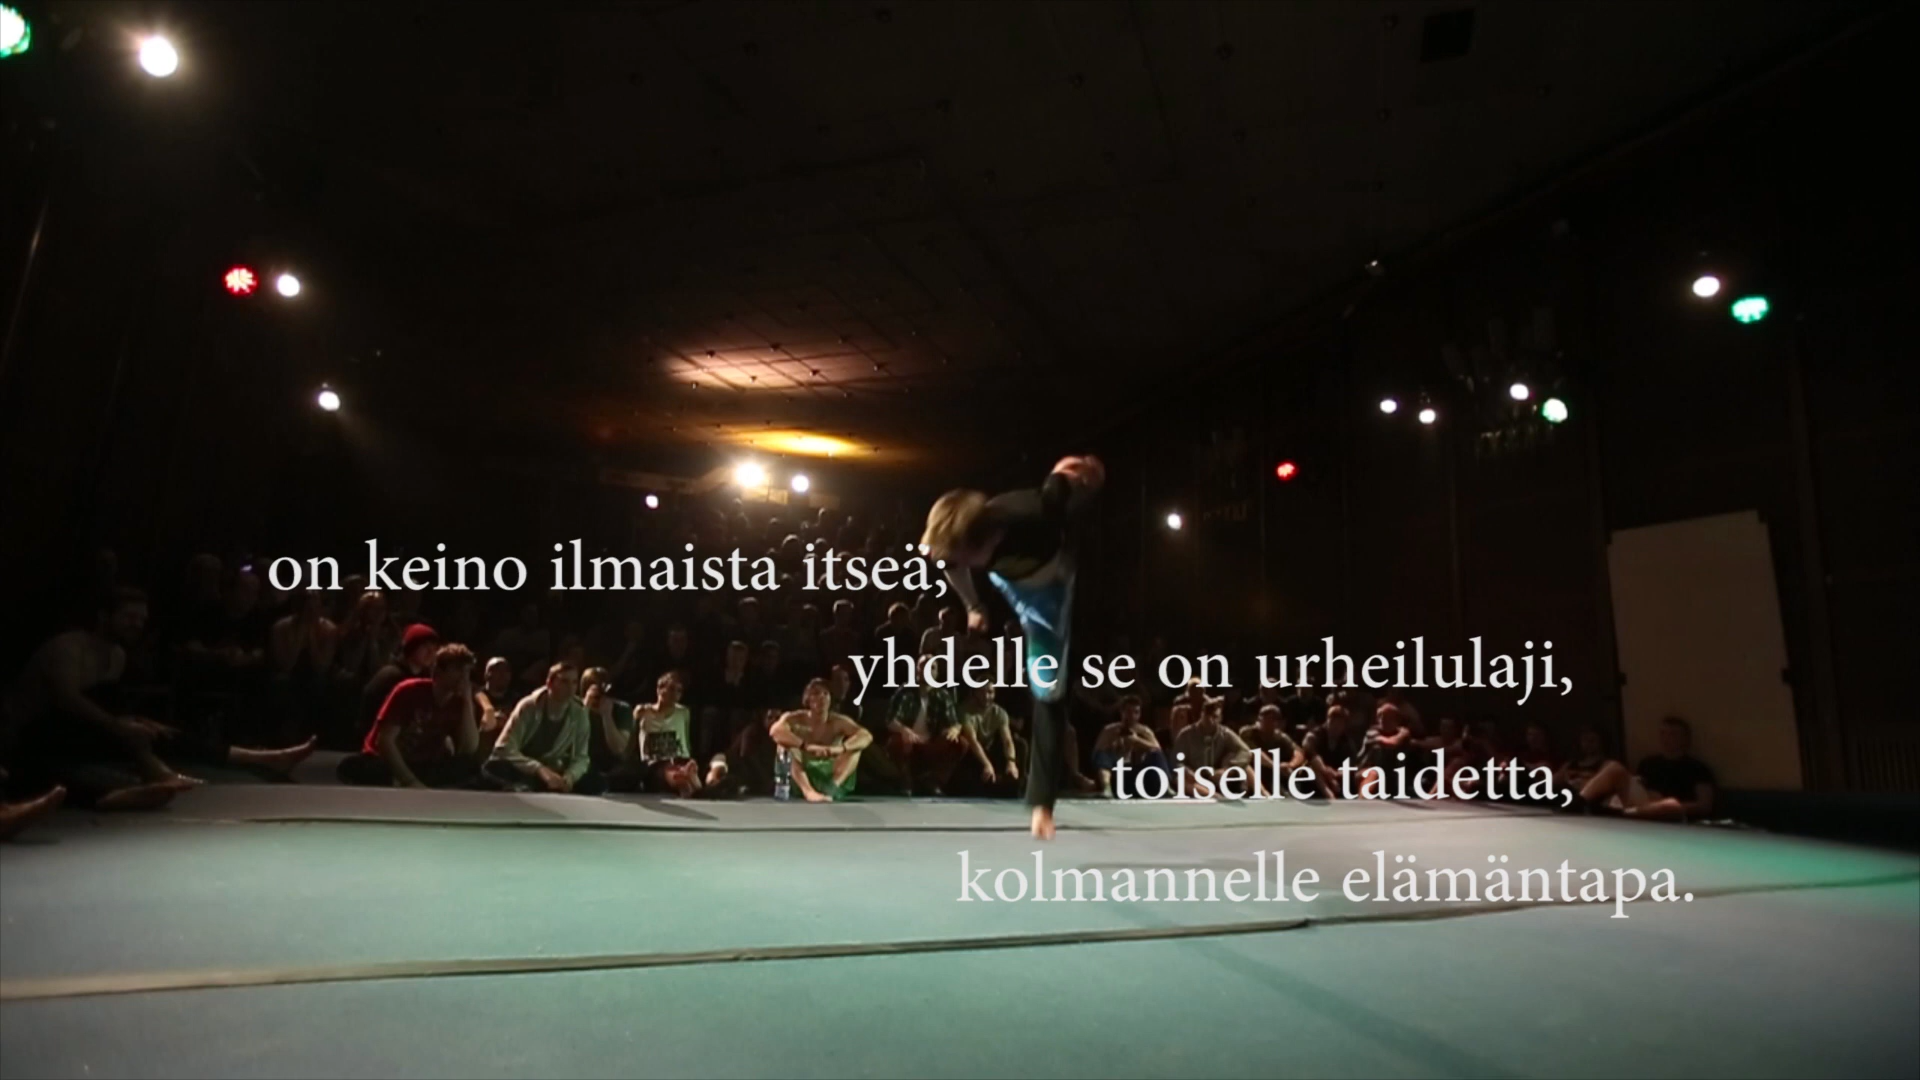 on keino ilmaista itseä;
yhdelle se on urheilulaji,
toiselle taidetta,
kolmannelle elämäntapa.